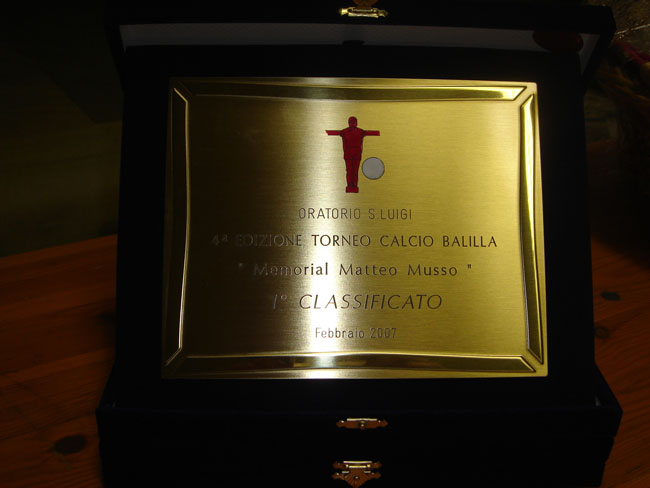 ORATORIO S.LUIGI
4ª EDIZIONE TORNEO CALCIO BALILLA
" Memorial Matteo Musso "
1° CLASSIFICATO
Febbraio 2007